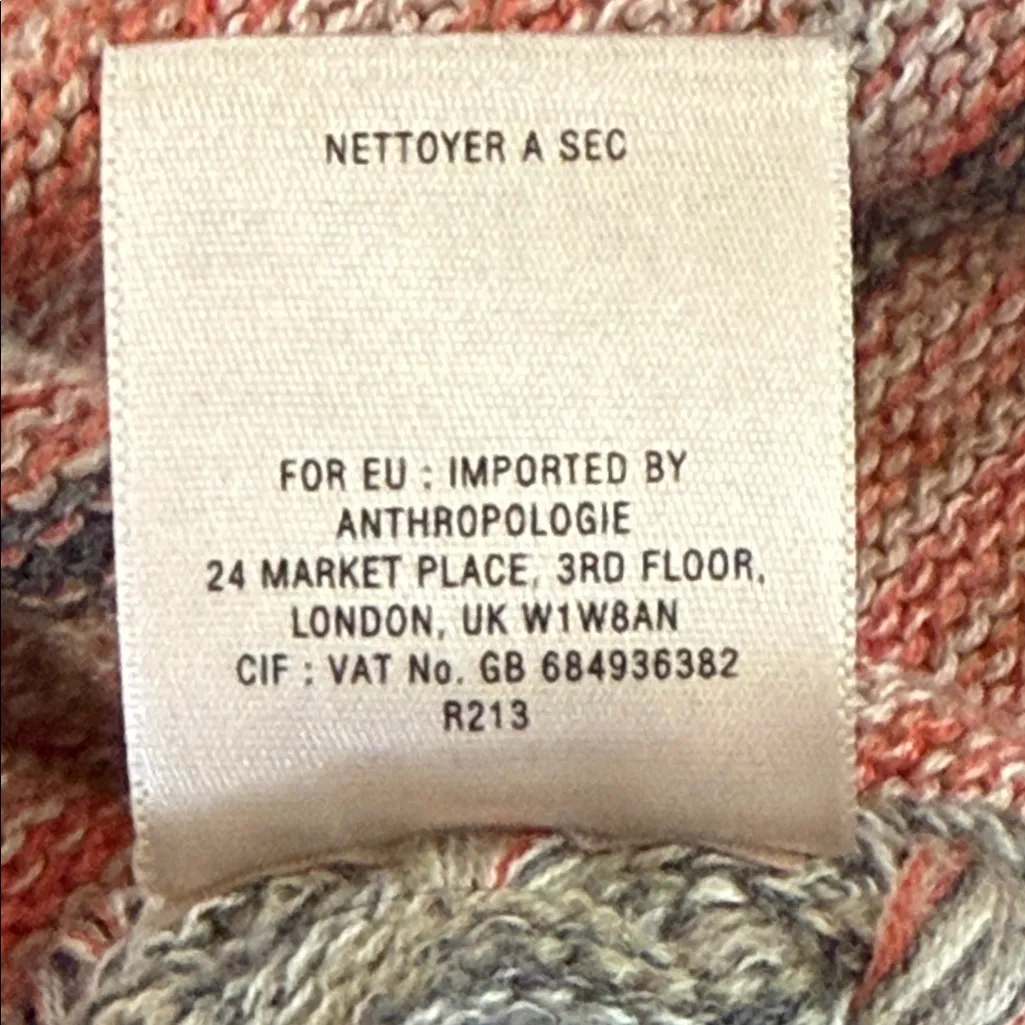 NETTOYER A SEC
FOR EU : IMPORTED BY
ANTHROPOLOGIE
24 MARKET PLACE, 3RD FLOOR,
LONDON, UK W1W8AN
CIF : VAT No. GB 684936382
R213